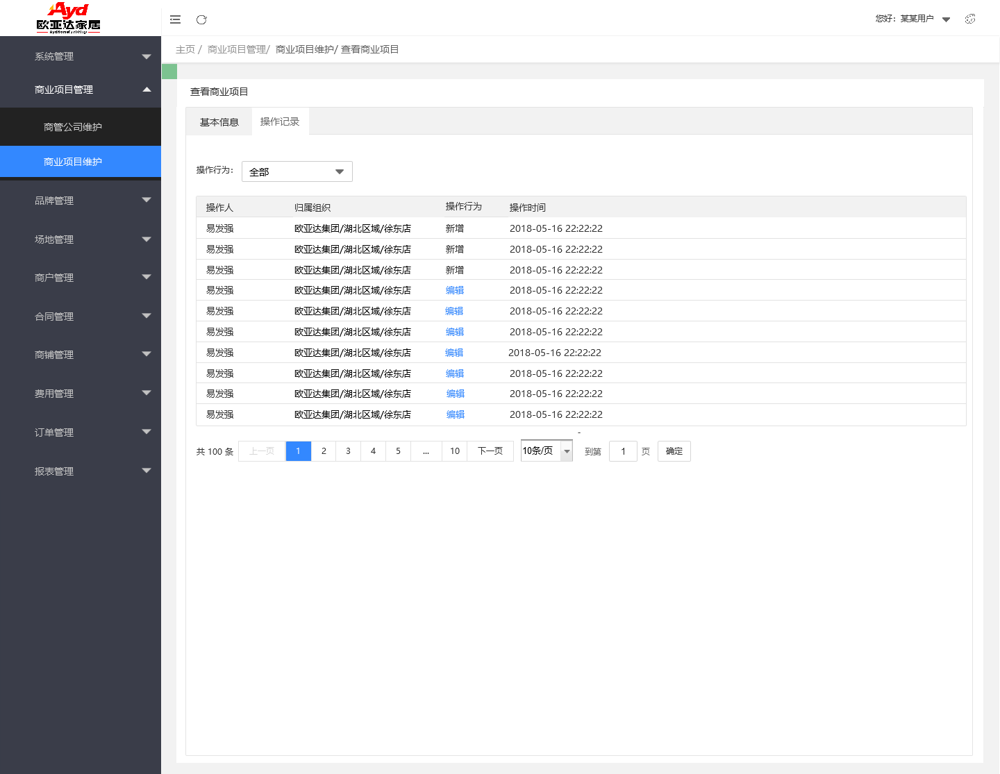 Ayd
欧亚达家居
您好：某某用户
主页 / 商业项目管理/ 商业项目维护/ 查看商业项目
系统管理
商业项目管理
商管公司维护
商业项目维护
品牌管理
场地管理
商户管理
合同管理
商铺管理
费用管理
订单管理
报表管理
查看商业项目
基本信息 操作记录
操作行为： 全部
操作人 归属组织 操作行为 操作时间
易发强 欧亚达集团/湖北区域/徐东店 新增 2018-05-16 22:22:22
易发强 欧亚达集团/湖北区域/徐东店 新增 2018-05-16 22:22:22
易发强 欧亚达集团/湖北区域/徐东店 新增 2018-05-16 22:22:22
易发强 欧亚达集团/湖北区域/徐东店 编辑 2018-05-16 22:22:22
易发强 欧亚达集团/湖北区域/徐东店 编辑 2018-05-16 22:22:22
易发强 欧亚达集团/湖北区域/徐东店 编辑 2018-05-16 22:22:22
易发强 欧亚达集团/湖北区域/徐东店 编辑 2018-05-16 22:22:22
易发强 欧亚达集团/湖北区域/徐东店 编辑 2018-05-16 22:22:22
易发强 欧亚达集团/湖北区域/徐东店 编辑 2018-05-16 22:22:22
易发强 欧亚达集团/湖北区域/徐东店 编辑 2018-05-16 22:22:22
-
共 100 条 上一页 1 2 3 4 5 ... 10 下一页 10条/页 到第 1 页 确定